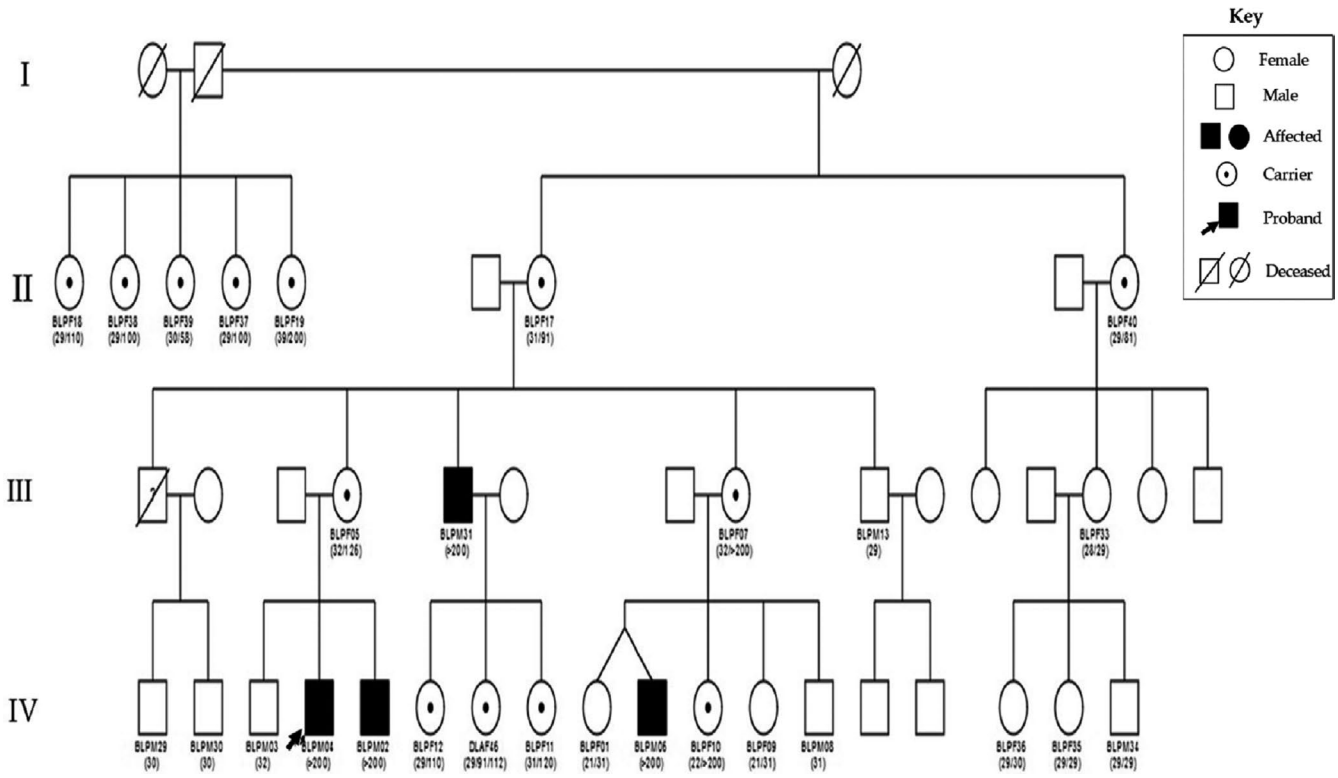 Key
Female
Male
Affected
Carrier
Proband
Deceased
I
II
BLPF18 BLPF38 BLPF39 BLPF37 BLPF19 BLPF17 BLPF40
(29/110) (29/100) (30/58) (29/100) (39/200) (31/91) (29/81)
III
?
BLPF05 BLPM31 BLPF07 BLPM13 BLPF33
(32/126) (>200) (32/>200) (29) (28/29)
IV
BLPM29 BLPM30 BLPM03 BLPM04 BLPM02 BLPF12 DLAF46 BLPF11 BLPF01 BLPM06 BLPF10 BLPF09 BLPM08 BLPF36 BLPF35 BLPM34
(30) (30) (32) (>200) (>200) (29/110) (29/91/112) (31/120) (21/31) (>200) (22/>200) (21/31) (31) (29/30) (29/29) (29/29)